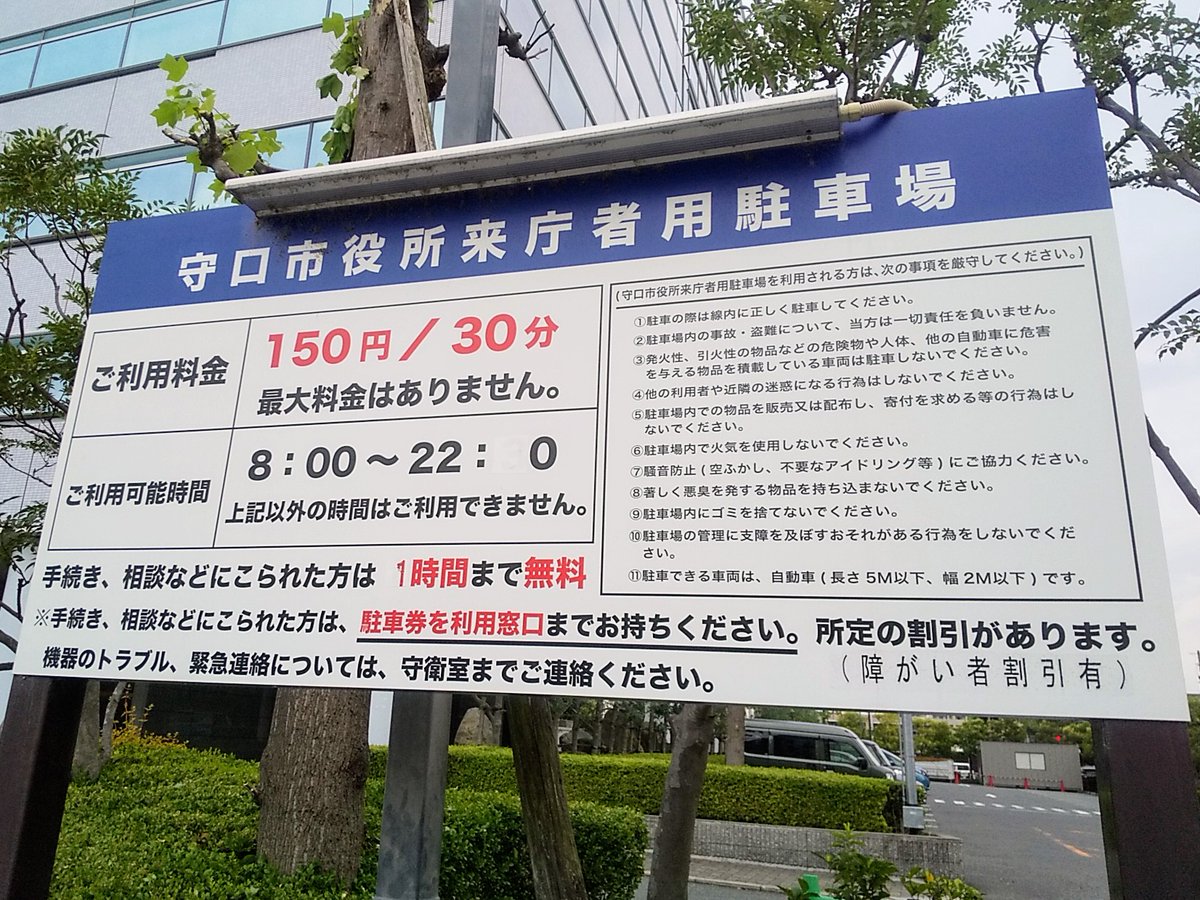 守口市役所来庁者用駐車場
ご利用料金
150円/30分
最大料金はありません。
ご利用可能時間
8:00~22: 0
上記以外の時間はご利用できません。
(守口市役所来庁者用駐車場を利用される方は、次の事項を厳守してください。)
①駐車の際は線内に正しく駐車してください。
②駐車場内の事故・盗難について、当方は一切責任を負いません。
③発火性、引火性の物品などの危険物や人体、他の自動車に危害
を与える物品を積載している車両は駐車しないでください。
④他の利用者や近隣の迷惑になる行為はしないでください。
⑤駐車場内での物品を販売又は配布し、寄付を求める等の行為はし
ないでください。
⑥駐車場内で火気を使用しないでください。
⑦騒音防止(空ふかし、不要なアイドリング等)にご協力ください。
⑧著しく悪臭を発する物品を持ち込まないでください。
⑨駐車場内にゴミを捨てないでください。
⑩駐車場の管理に支障を及ぼすおそれがある行為をしないでくだ
さい。
⑪駐車できる車両は、自動車(長さ5M以下、幅2M以下)です。
手続き、相談などにこられた方は 1時間まで無料
※手続き、相談などにこられた方は、駐車券を利用窓口までお持ちください。所定の割引があります。
(障がい者割引有)
機器のトラブル、緊急連絡については、守衛室までご連絡ください。